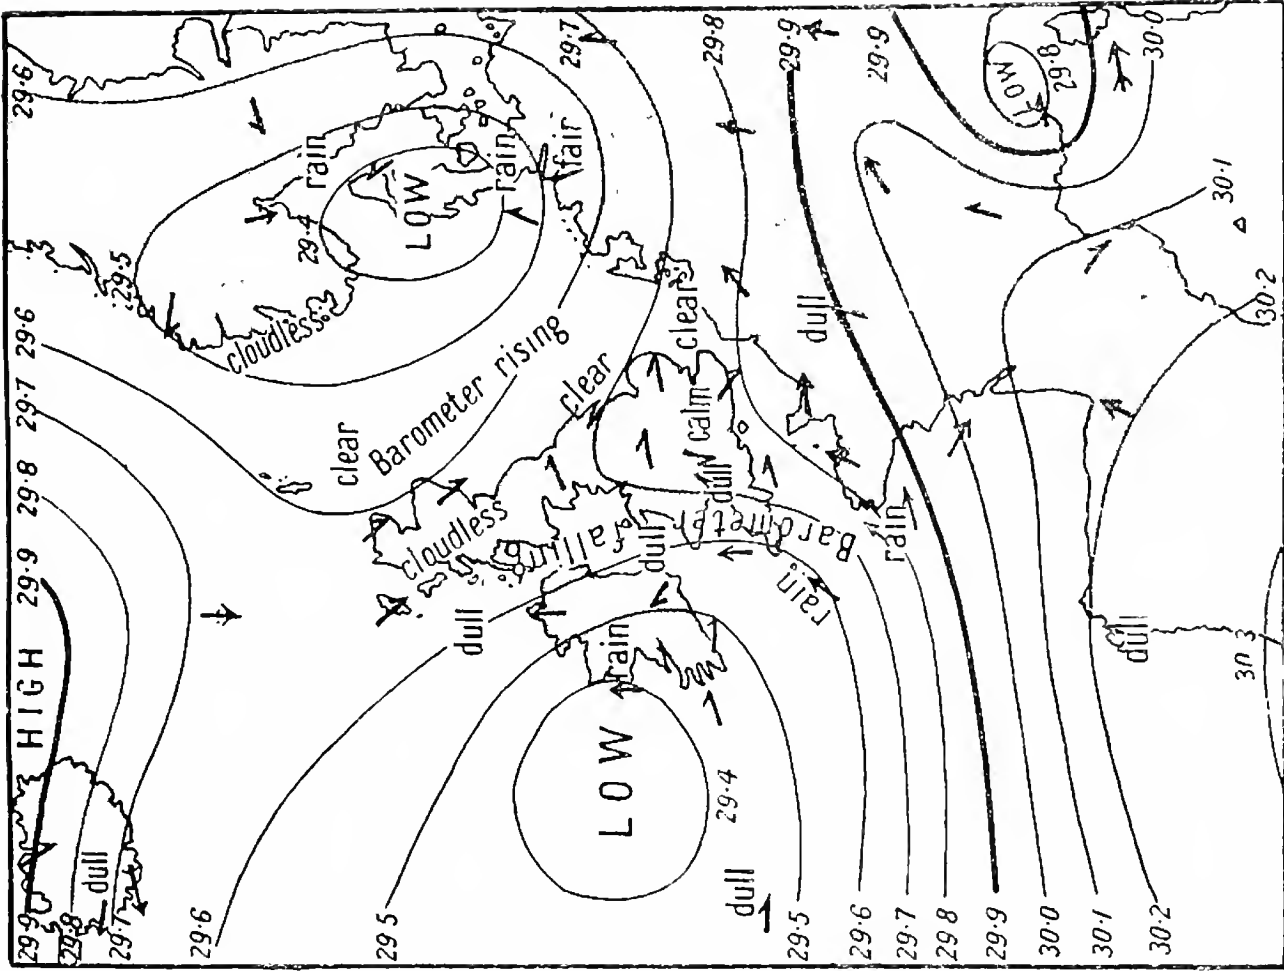 29·6
29·7
29·8
29·9
29·9
30·0
LOW
29·8
rain
rain
fair
LOW
29·4
30·1
29·5
cloudless
29·6
Barometer rising
clear
dull
30·2
29·7
clear
clear
calm
29·8
cloudless
dull
falling
Barometer
HIGH 29·9
dull
dull
rain
rain
rain
dull
LOW
29·4
dull
dull
29·9
29·8
29·7
29·6
29·5
29·5
29·6
29·7
29·8
29·9
30·0
30·1
30·2